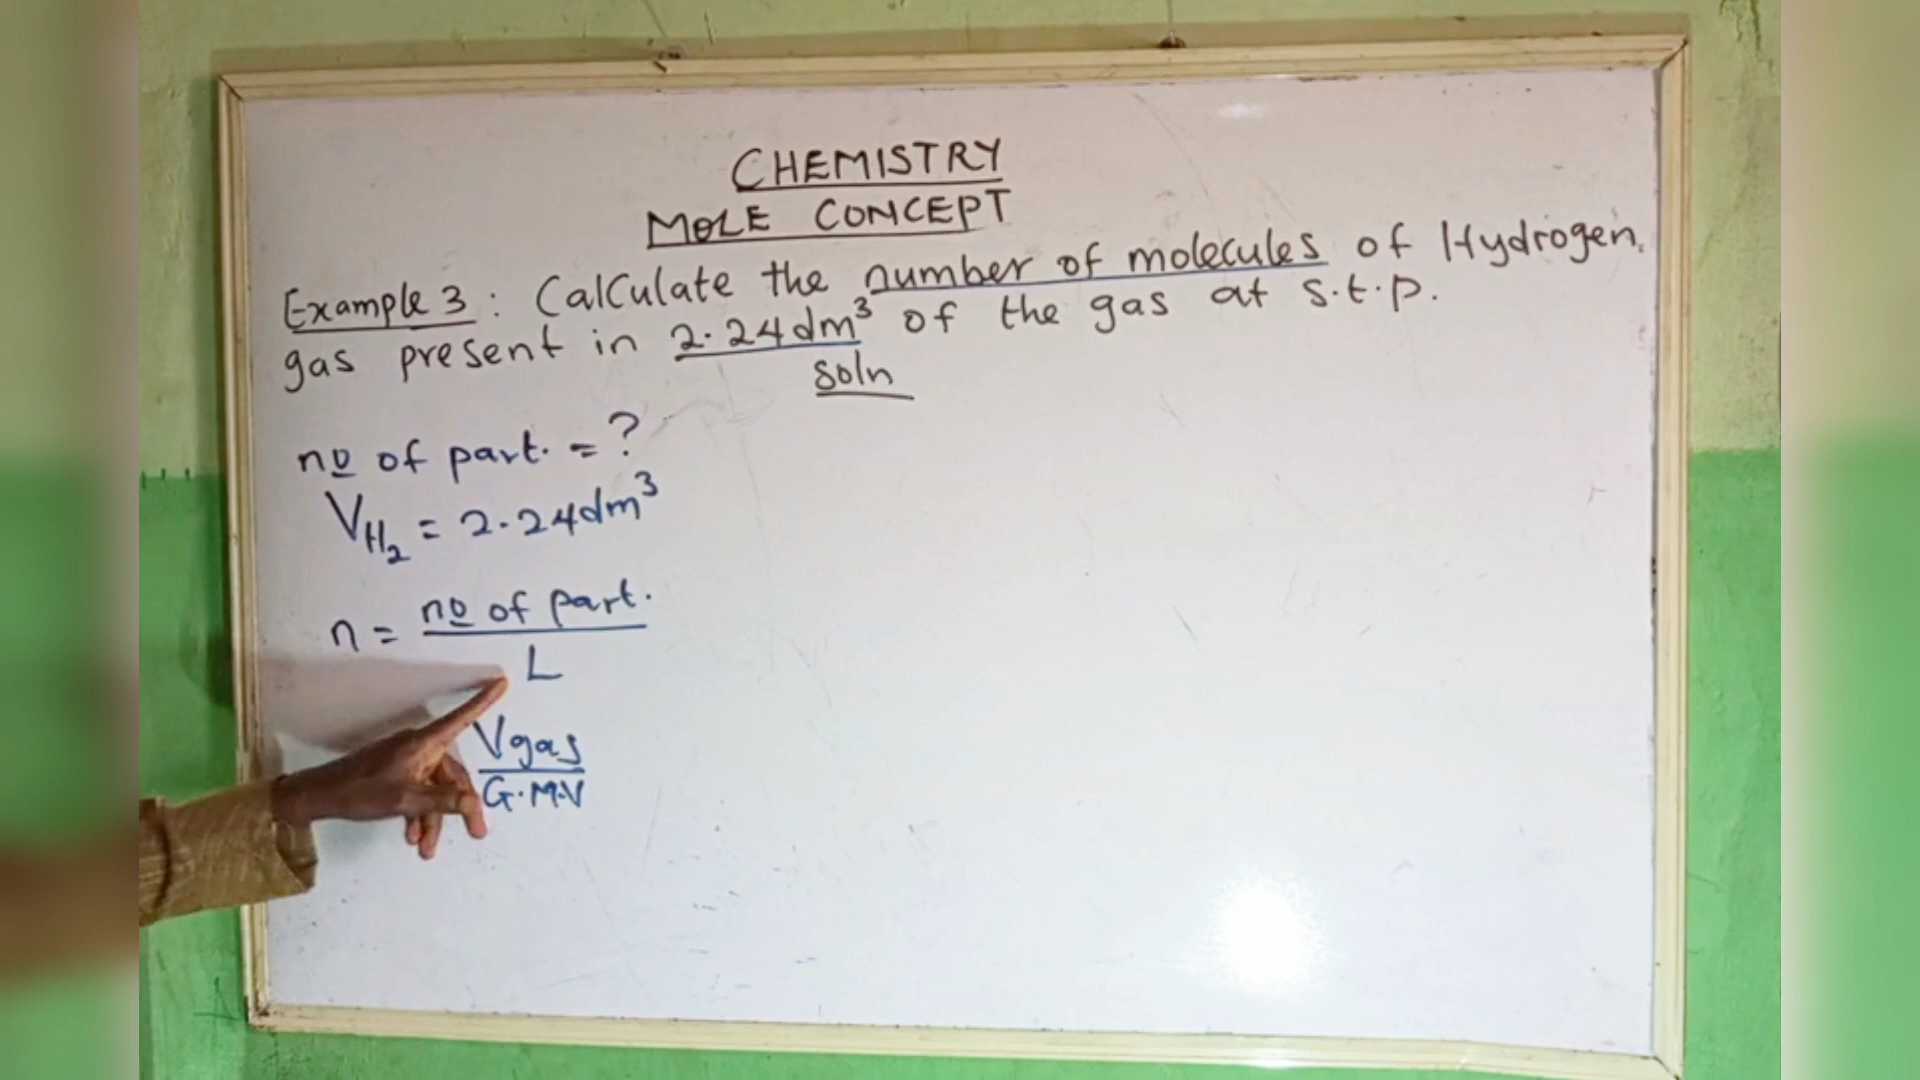 CHEMISTRY
MOLE CONCEPT
Example 3: Calculate the number of molecules of Hydrogen
gas present in 2.24dm³ of the gas at s.t.p.
Soln
no of part. = ?
V_H₂ = 2.24dm³
n = no of part.
L
Vgas
G.M.V